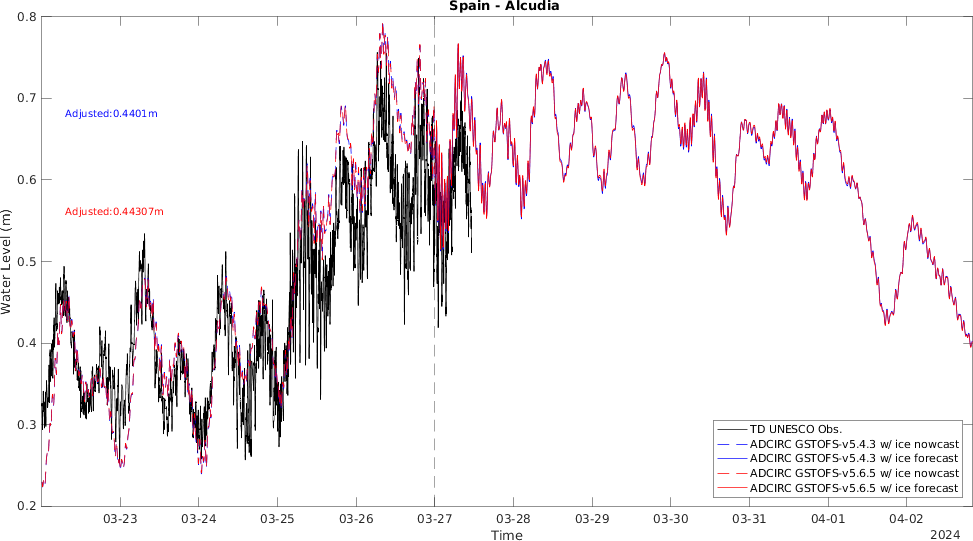 Spain - Alcudia
0.8
0.7
0.6
0.5
0.4
0.3
0.2
Water Level (m)
Adjusted:0.4401m
Adjusted:0.44307m
TD UNESCO Obs.
ADCIRC GSTOFS-v5.4.3 w/ ice nowcast
ADCIRC GSTOFS-v5.4.3 w/ ice forecast
ADCIRC GSTOFS-v5.6.5 w/ ice nowcast
ADCIRC GSTOFS-v5.6.5 w/ ice forecast
03-23 03-24 03-25 03-26 03-27 03-28 03-29 03-30 03-31 04-01 04-02
Time
2024